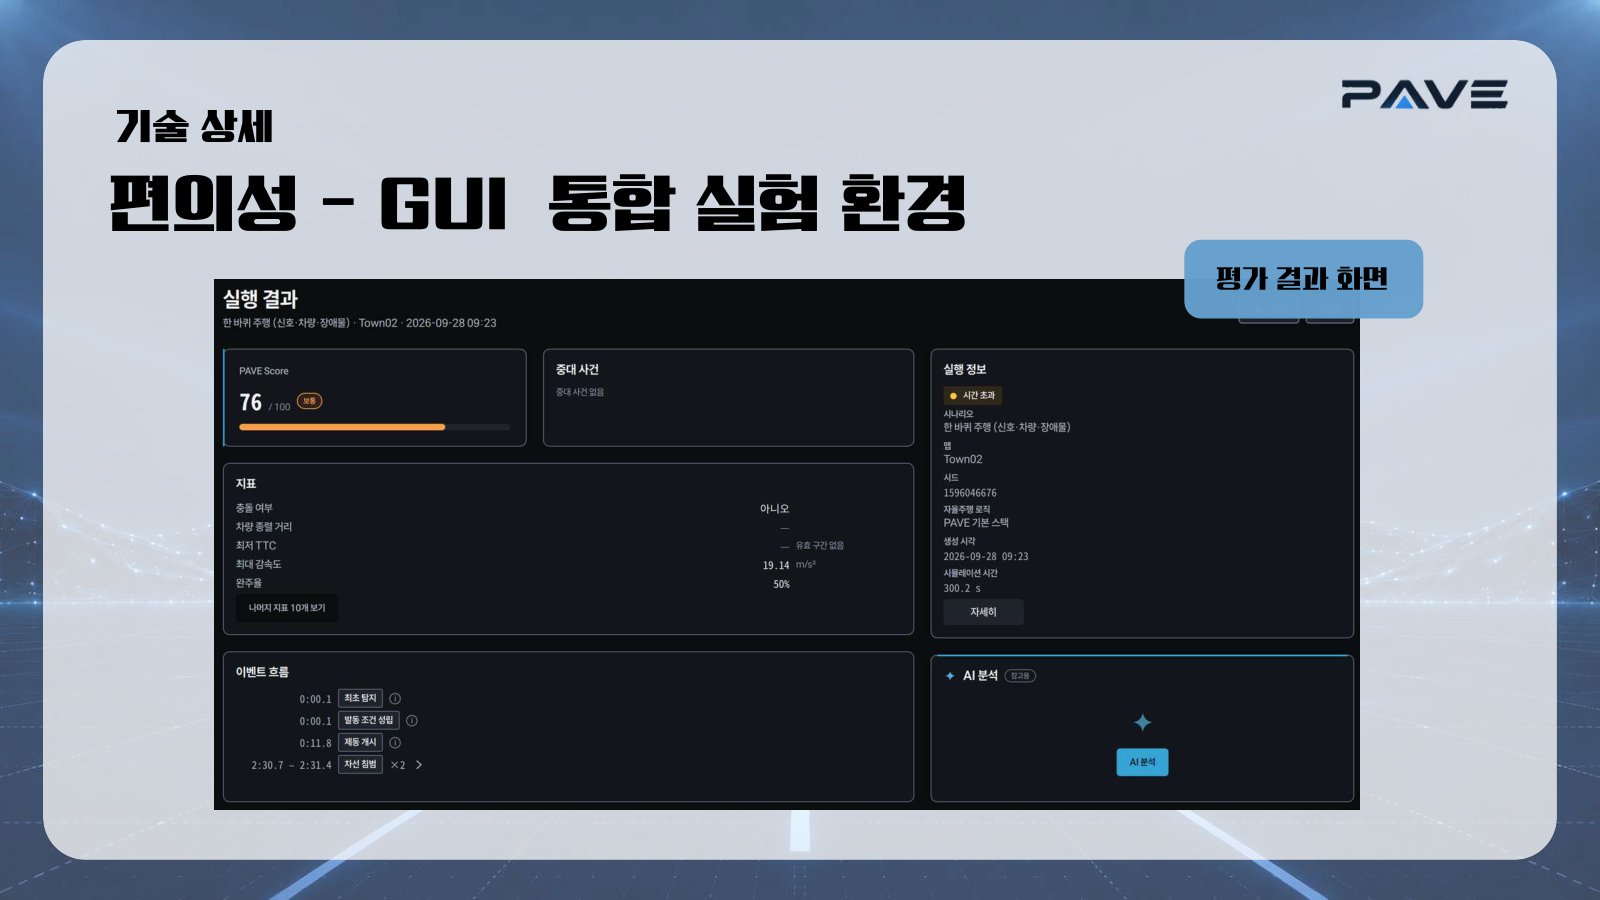 PAVE
기술 상세
편의성 - GUI 통합 실험 환경
평가 결과 화면
실행 결과
한 바퀴 주행 (신호·차량·장애물) · Town02 · 2026-09-28 09:23
PAVE Score
76 / 100 보통
중대 사건
중대 사건 없음
지표
충돌 여부 아니오
차량 종렬 거리 —
최저 TTC — 유효 구간 없음
최대 감속도 19.14 m/s²
완주율 50%
나머지 지표 10개 보기
이벤트 흐름
0:00.1 최초 탐지
0:00.1 발동 조건 성립
0:11.8 제동 개시
2:30.7 – 2:31.4 차선 침범 ×2
실행 정보
시간 초과
시나리오
한 바퀴 주행 (신호·차량·장애물)
맵
Town02
시드
1596046676
자율주행 로직
PAVE 기본 스택
생성 시각
2026-09-28 09:23
시뮬레이션 시간
300.2 s
자세히
AI 분석 참고용
AI 분석